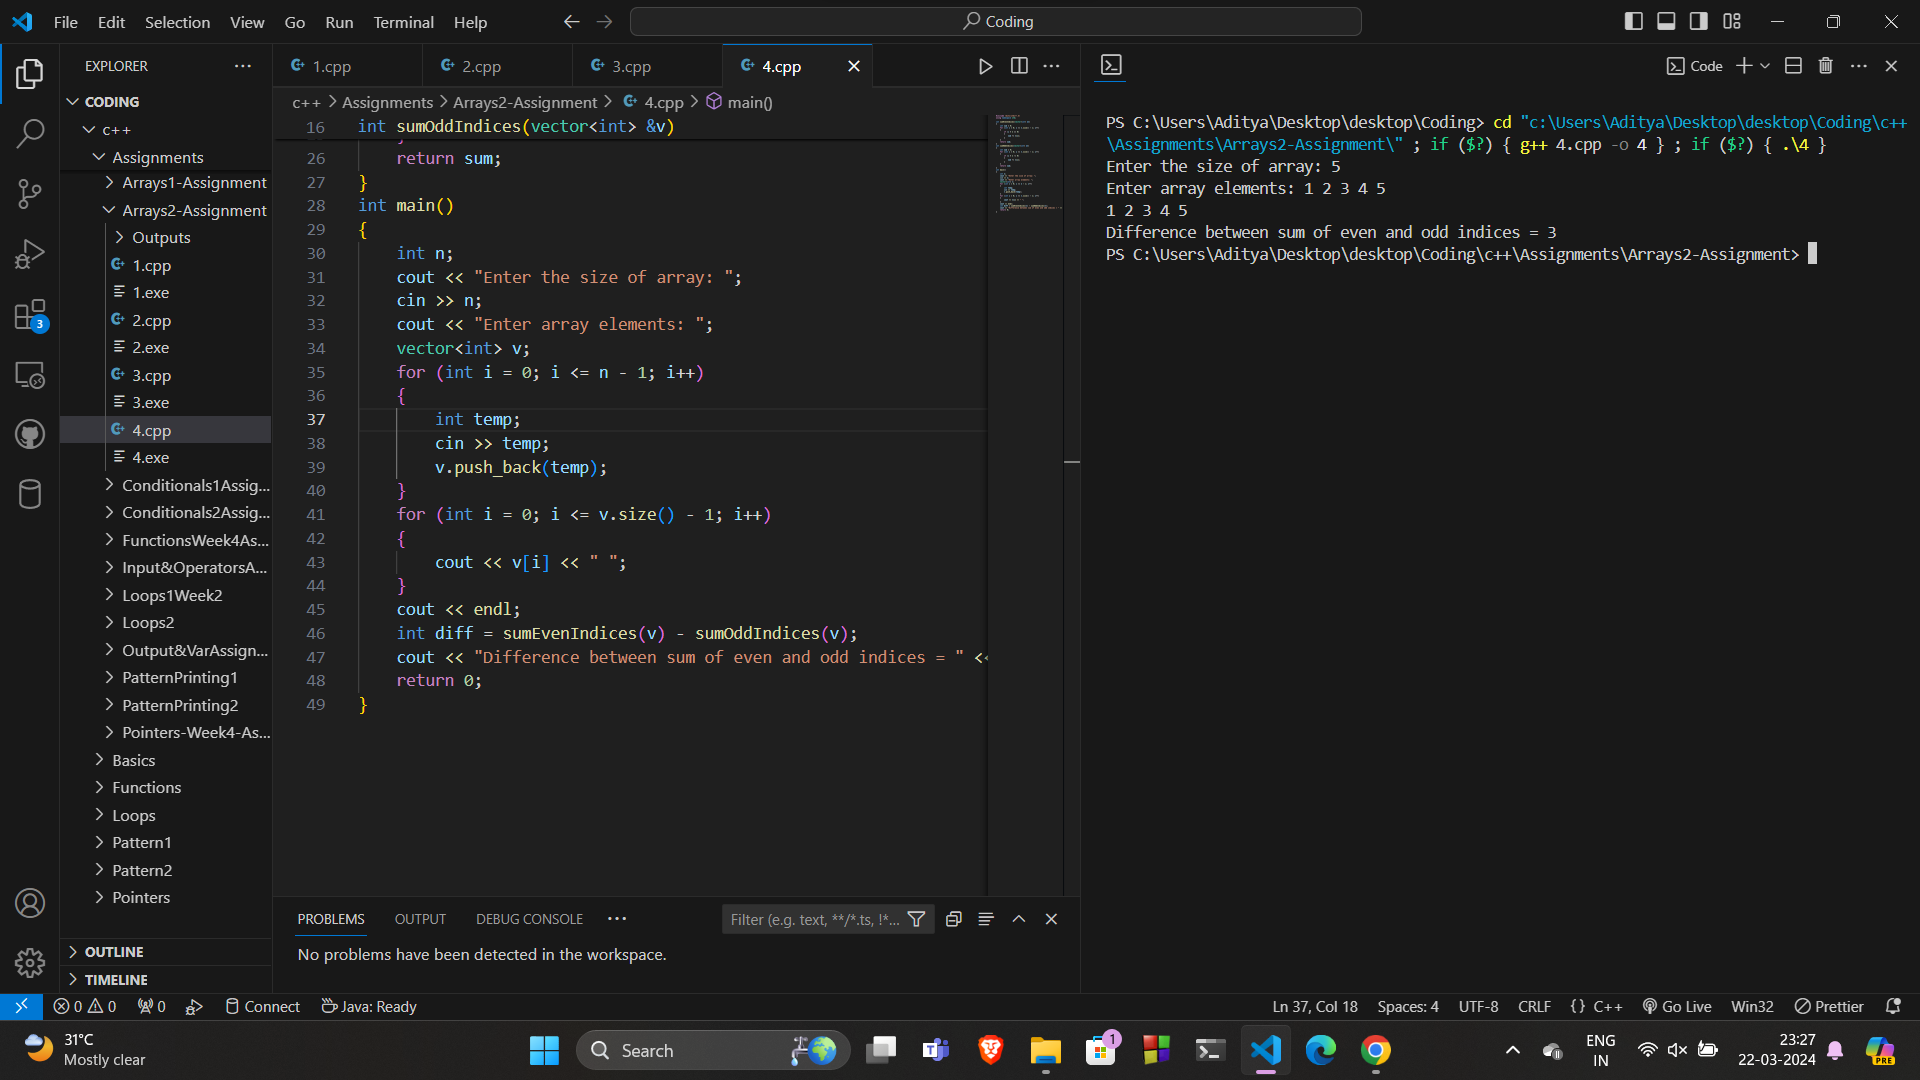 File Edit Selection View Go Run Terminal Help
Coding
EXPLORER
CODING
c++
Assignments
Arrays1-Assignment
Arrays2-Assignment
Outputs
1.cpp
1.exe
2.cpp
2.exe
3.cpp
3.exe
4.cpp
4.exe
Conditionals1Assig...
Conditionals2Assig...
FunctionsWeek4As...
Input&OperatorsA...
Loops1Week2
Loops2
Output&VarAssign...
PatternPrinting1
PatternPrinting2
Pointers-Week4-As...
Basics
Functions
Loops
Pattern1
Pattern2
Pointers
OUTLINE
TIMELINE
3
1.cpp 2.cpp 3.cpp 4.cpp
c++ > Assignments > Arrays2-Assignment > 4.cpp > main()
16 int sumOddIndices(vector<int> &v)
26 return sum;
27 }
28 int main()
29 {
30 int n;
31 cout << "Enter the size of array: ";
32 cin >> n;
33 cout << "Enter array elements: ";
34 vector<int> v;
35 for (int i = 0; i <= n - 1; i++)
36 {
37 int temp;
38 cin >> temp;
39 v.push_back(temp);
40 }
41 for (int i = 0; i <= v.size() - 1; i++)
42 {
43 cout << v[i] << " ";
44 }
45 cout << endl;
46 int diff = sumEvenIndices(v) - sumOddIndices(v);
47 cout << "Difference between sum of even and odd indices = " <<
48 return 0;
49 }
PROBLEMS OUTPUT DEBUG CONSOLE ...
Filter (e.g. text, **/*.ts, !*...
No problems have been detected in the workspace.
Code
PS C:\Users\Aditya\Desktop\desktop\Coding> cd "c:\Users\Aditya\Desktop\desktop\Coding\c++
\Assignments\Arrays2-Assignment\" ; if ($?) { g++ 4.cpp -o 4 } ; if ($?) { .\4 }
Enter the size of array: 5
Enter array elements: 1 2 3 4 5
1 2 3 4 5
Difference between sum of even and odd indices = 3
PS C:\Users\Aditya\Desktop\desktop\Coding\c++\Assignments\Arrays2-Assignment>
0 0 0 Connect Java: Ready
Ln 37, Col 18 Spaces: 4 UTF-8 CRLF {} C++ Go Live Win32 Prettier
31°C
Mostly clear
Search
1
ENG
IN
23:27
22-03-2024
PRE